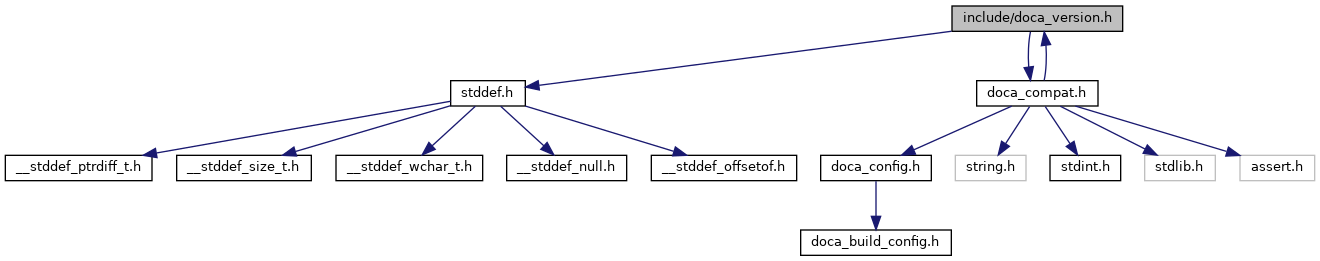 include/doca_version.h
stddef.h
doca_compat.h
__stddef_ptrdiff_t.h
__stddef_size_t.h
__stddef_wchar_t.h
__stddef_null.h
__stddef_offsetof.h
doca_config.h
string.h
stdint.h
stdlib.h
assert.h
doca_build_config.h